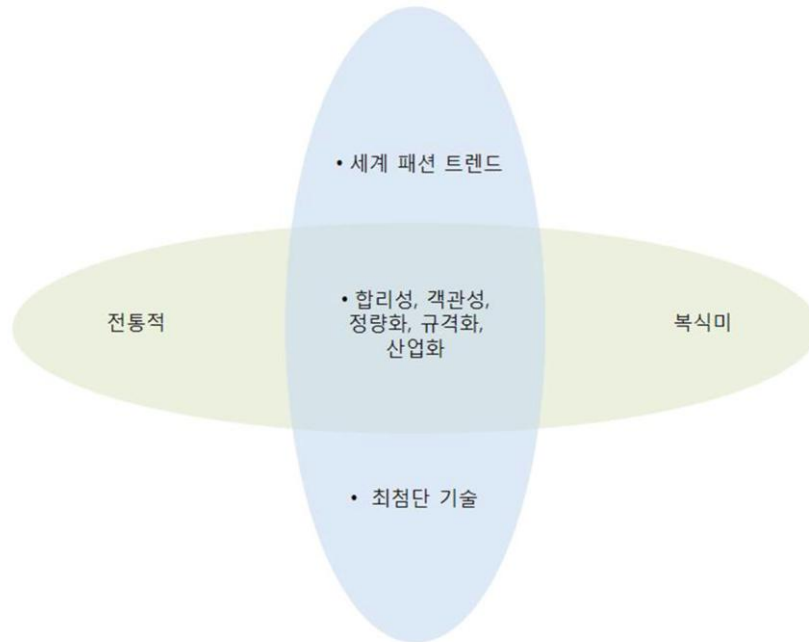 • 세계 패션 트렌드
전통적
• 합리성, 객관성,
정량화, 규격화,
산업화
복식미
• 최첨단 기술